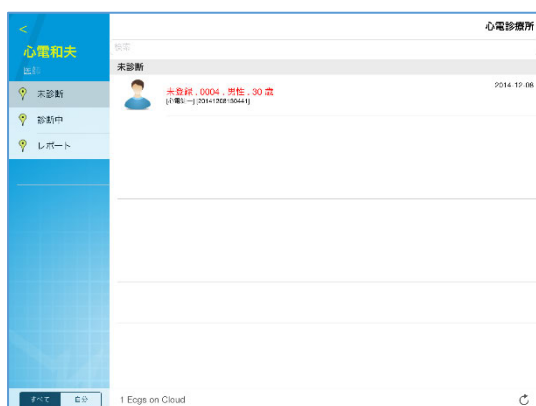 <
心電診療所
心電和夫
医師
検索
未診断
未診断
未登録 , 0004 , 男性 , 30 歳
2014-12-08
診断中
レポート
すべて
自分
1 Ecgs on Cloud